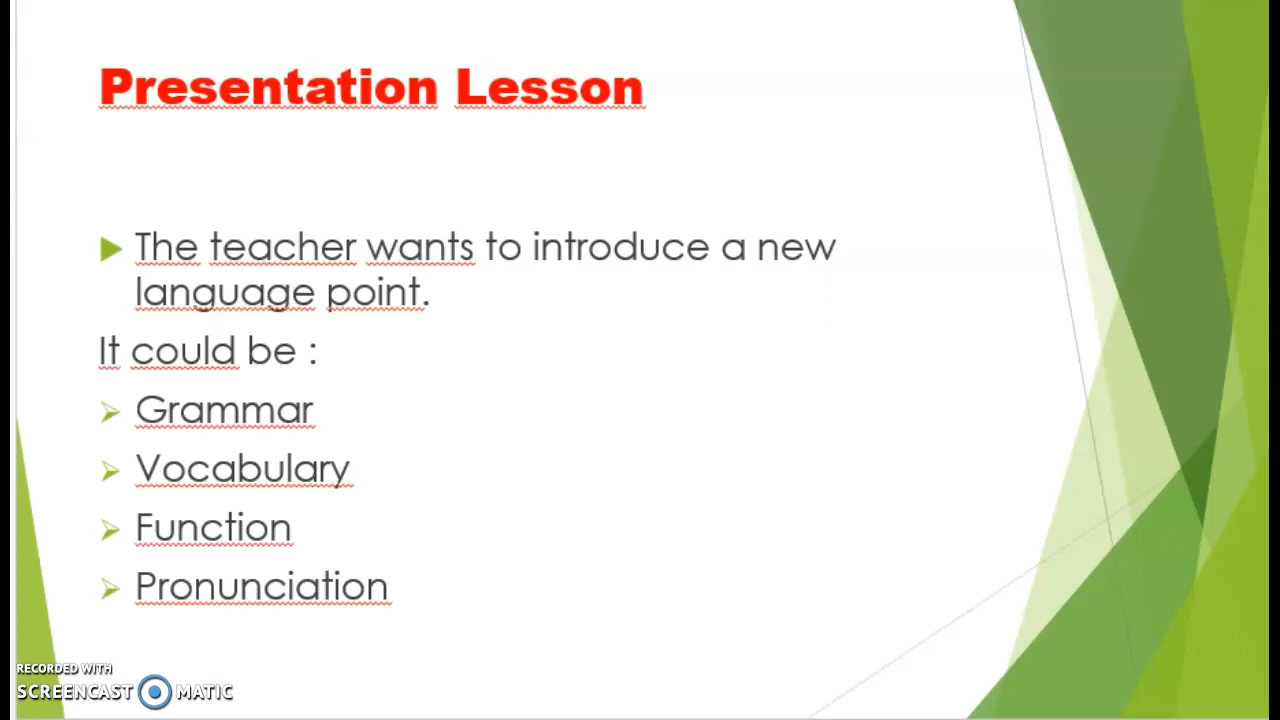 Presentation Lesson
The teacher wants to introduce a new
language point.
It could be :
Grammar
Vocabulary
Function
Pronunciation
RECORDED WITH
SCREENCAST MATIC